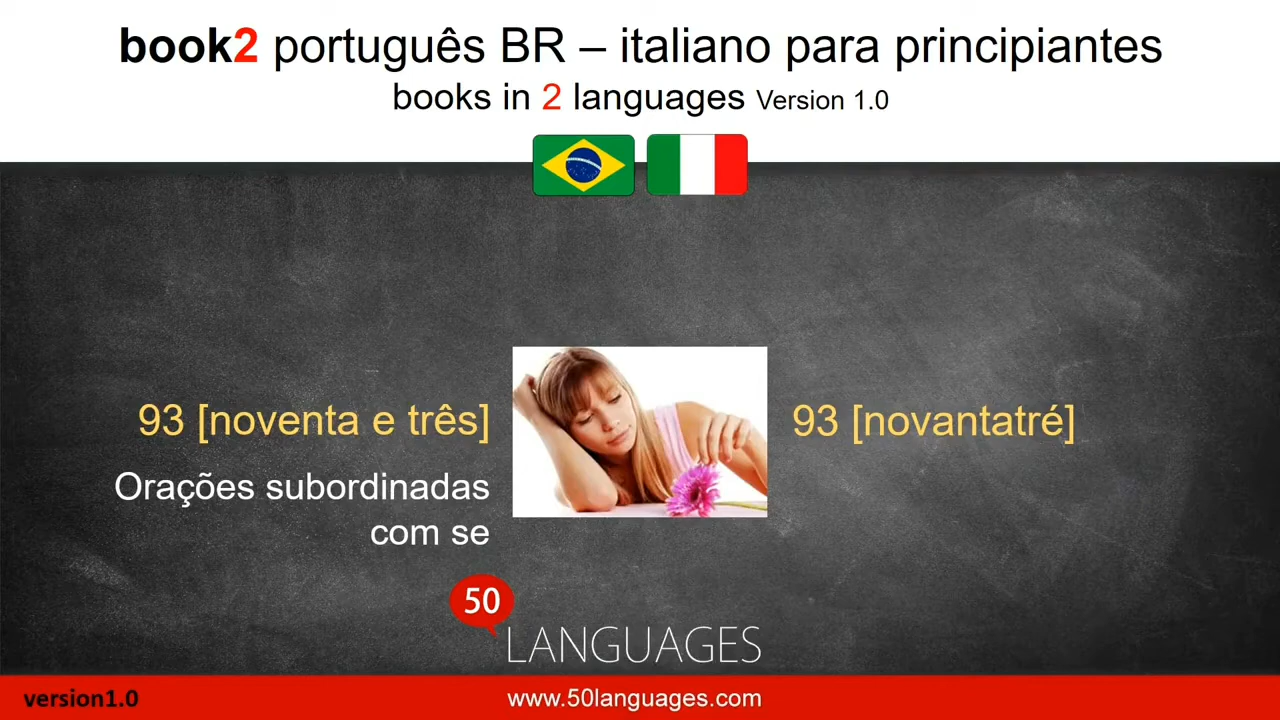 book2 português BR – italiano para principiantes
books in 2 languages Version 1.0
93 [noventa e três]
Orações subordinadas
com se
93 [novantatré]
50
LANGUAGES
version1.0
www.50languages.com